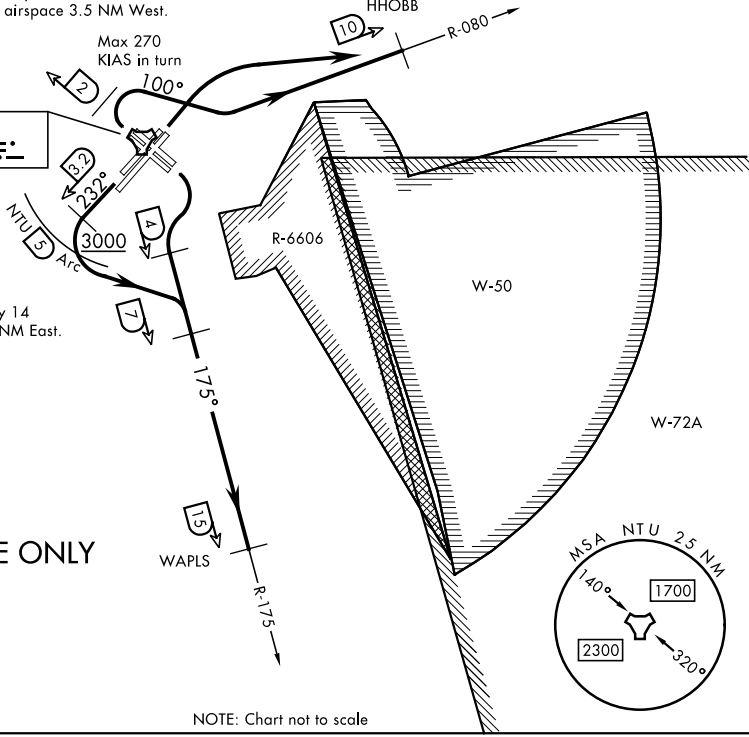 airspace 3.5 NM West.
HHOBB
10
R-080
Max 270
KIAS in turn
2
100°
3.2
232°
NTU 5 Arc
3000
4
R-6606
W-50
y 14
NM East.
7
175°
W-72A
15
E ONLY
WAPLS
R-175
MSA NTU 25 NM
140°
1700
2300
320°
NOTE: Chart not to scale